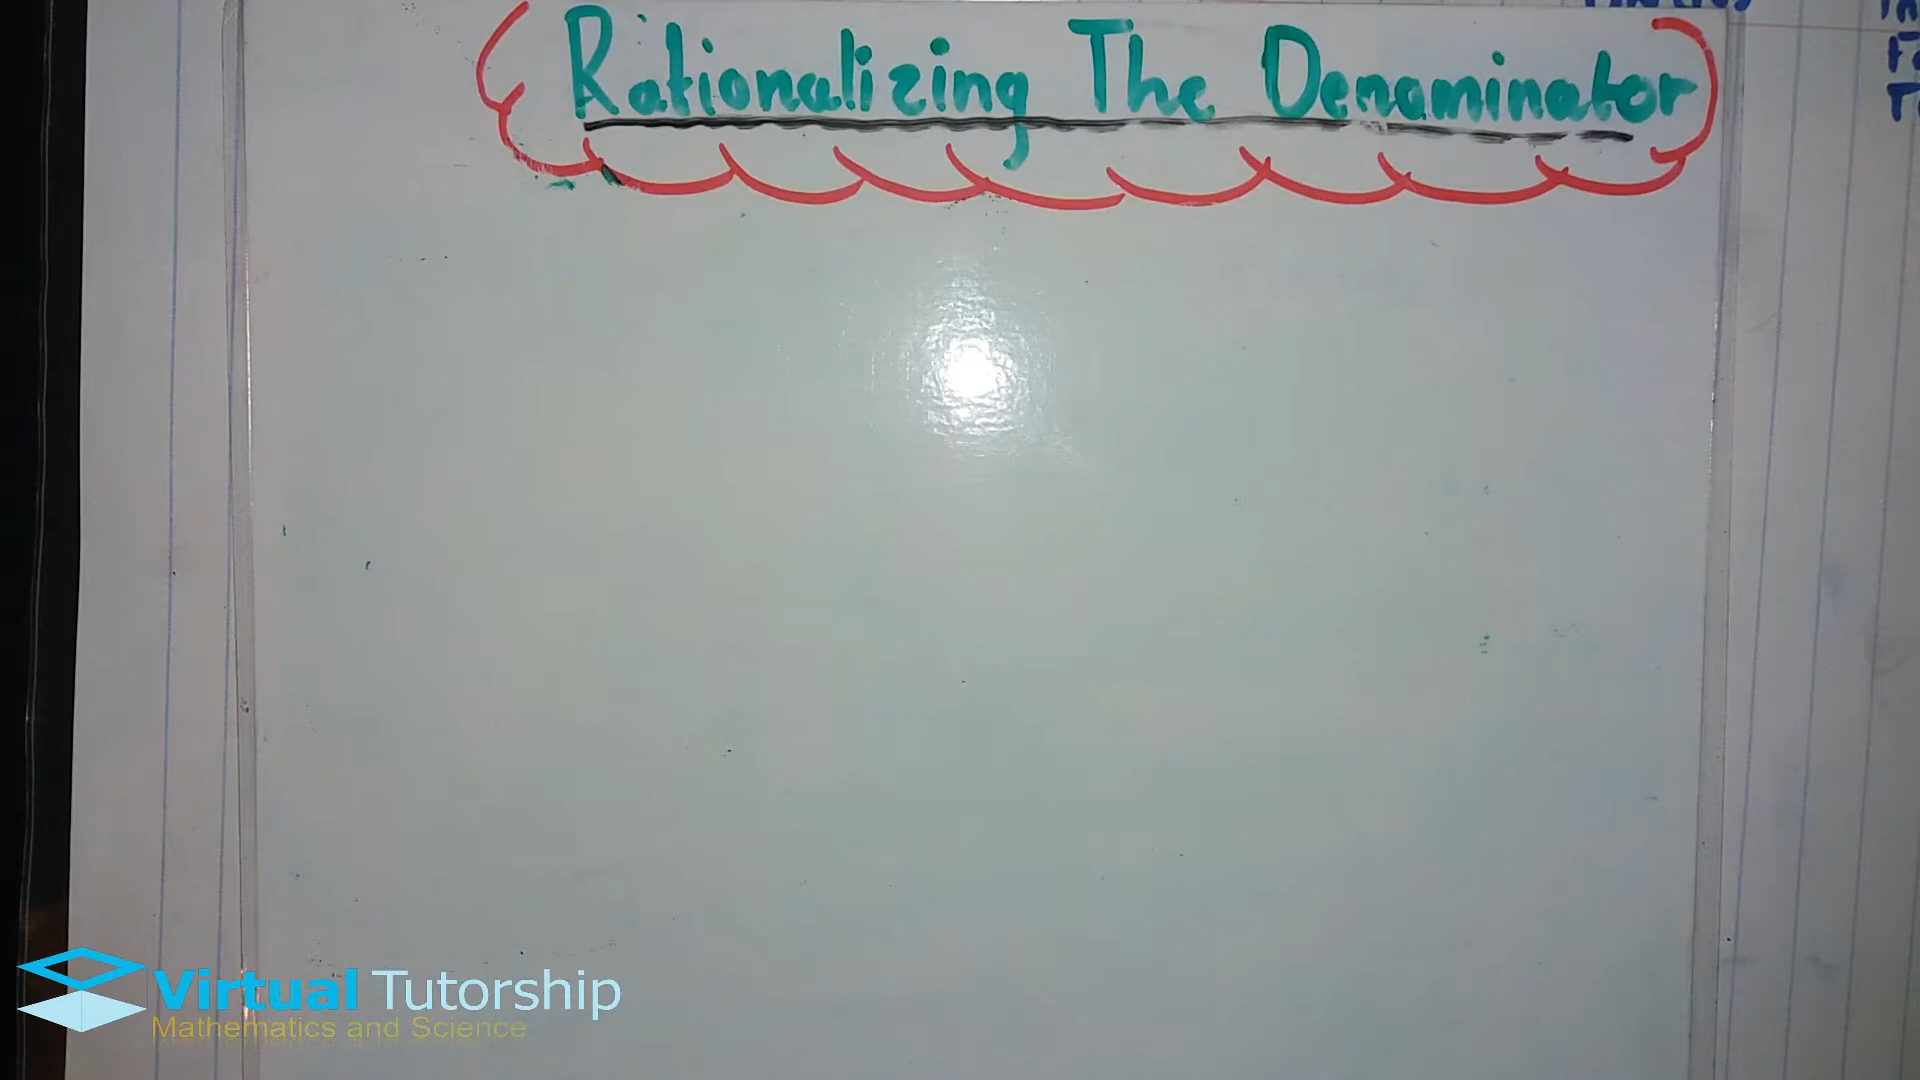 Rationalizing The Denominator
Virtual Tutorship
Mathematics and Science